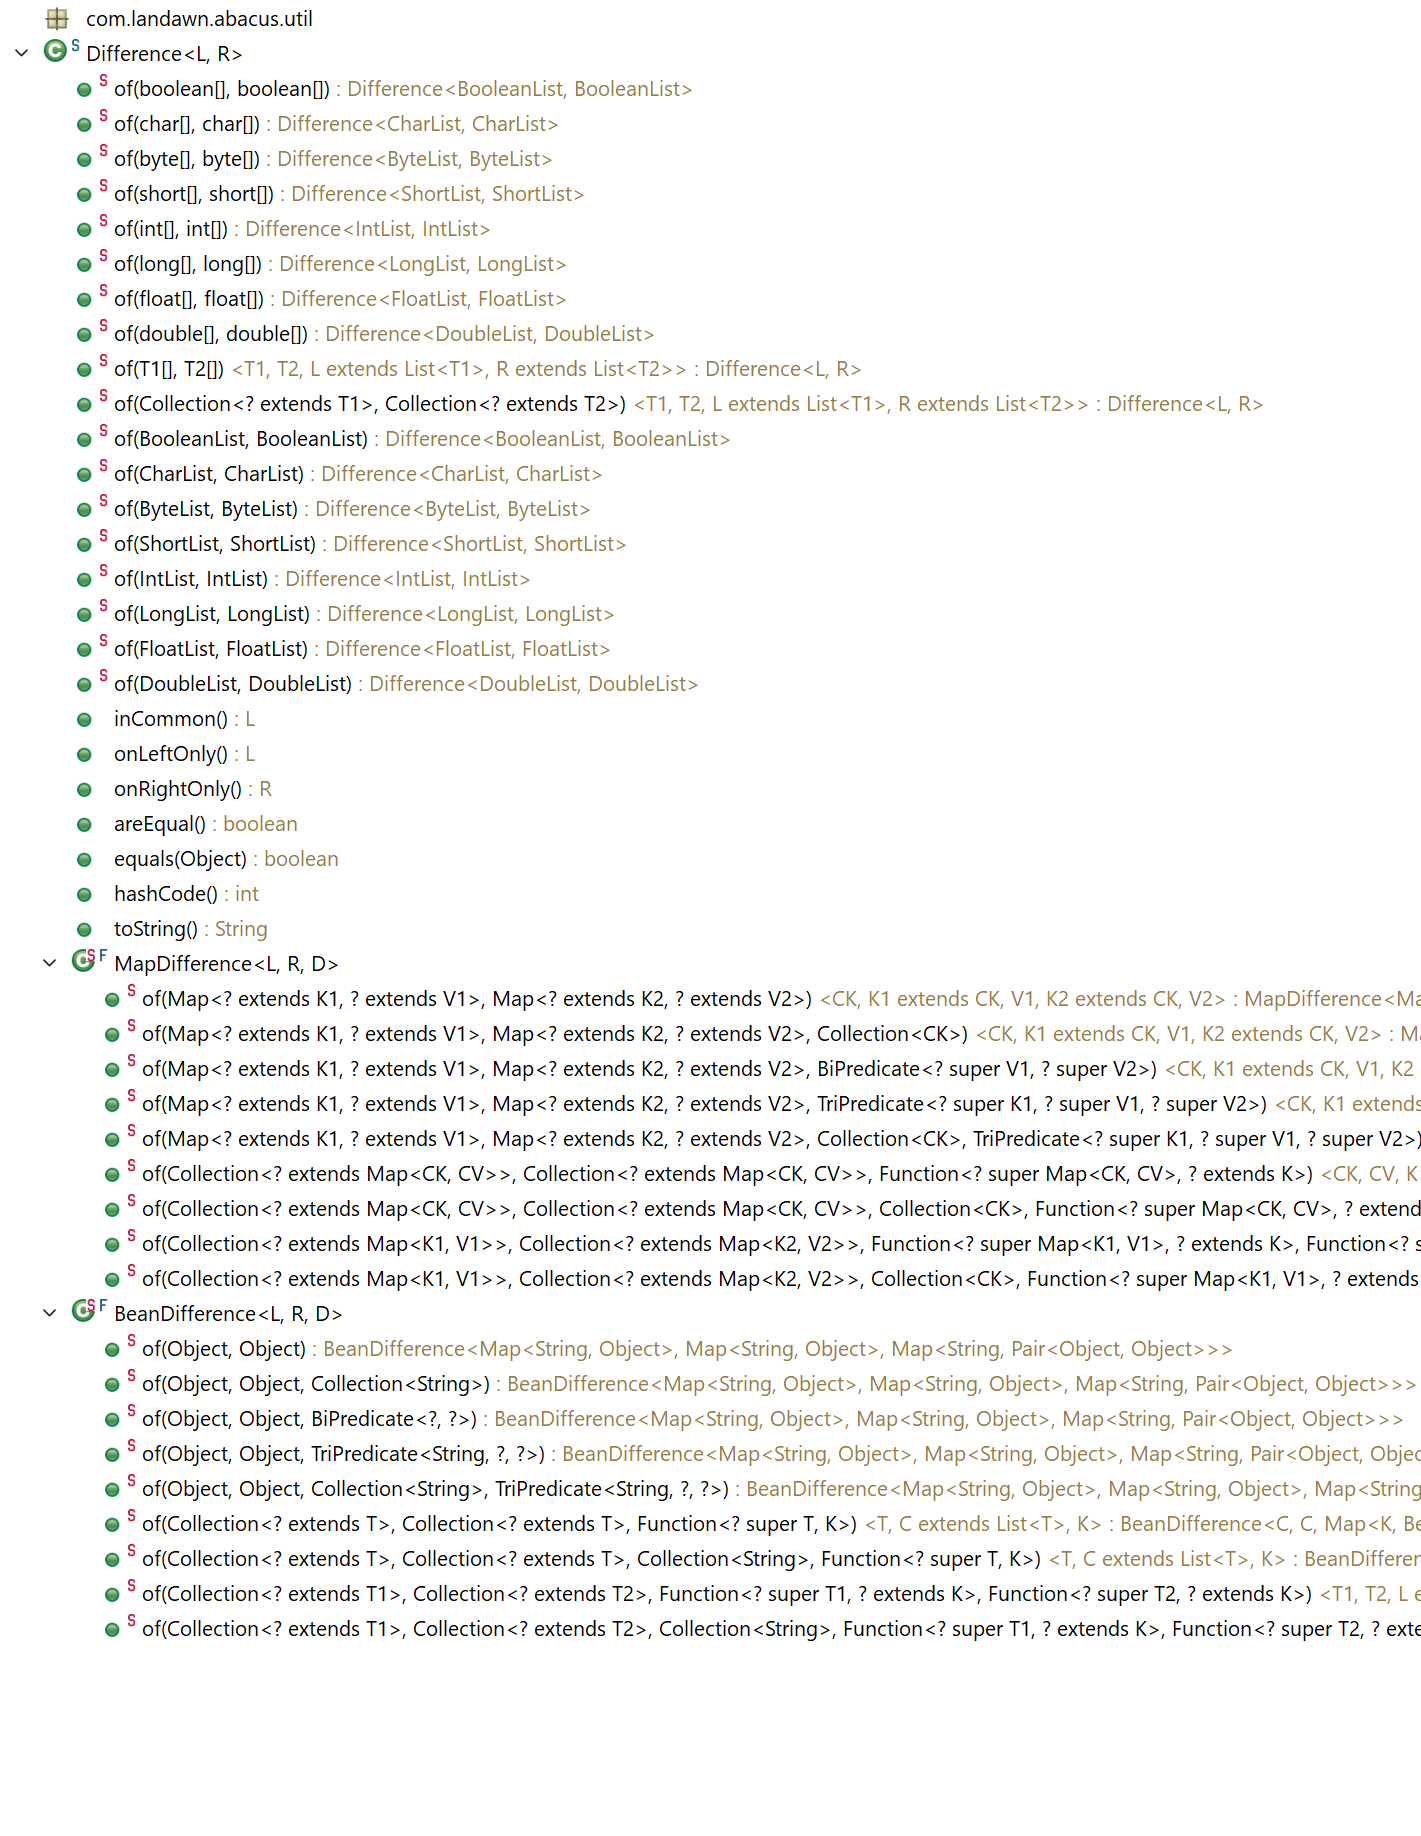 com.landawn.abacus.util
S Difference<L, R>
S of(boolean[], boolean[]) : Difference<BooleanList, BooleanList>
S of(char[], char[]) : Difference<CharList, CharList>
S of(byte[], byte[]) : Difference<ByteList, ByteList>
S of(short[], short[]) : Difference<ShortList, ShortList>
S of(int[], int[]) : Difference<IntList, IntList>
S of(long[], long[]) : Difference<LongList, LongList>
S of(float[], float[]) : Difference<FloatList, FloatList>
S of(double[], double[]) : Difference<DoubleList, DoubleList>
S of(T1[], T2[]) <T1, T2, L extends List<T1>, R extends List<T2>> : Difference<L, R>
S of(Collection<? extends T1>, Collection<? extends T2>) <T1, T2, L extends List<T1>, R extends List<T2>> : Difference<L, R>
S of(BooleanList, BooleanList) : Difference<BooleanList, BooleanList>
S of(CharList, CharList) : Difference<CharList, CharList>
S of(ByteList, ByteList) : Difference<ByteList, ByteList>
S of(ShortList, ShortList) : Difference<ShortList, ShortList>
S of(IntList, IntList) : Difference<IntList, IntList>
S of(LongList, LongList) : Difference<LongList, LongList>
S of(FloatList, FloatList) : Difference<FloatList, FloatList>
S of(DoubleList, DoubleList) : Difference<DoubleList, DoubleList>
inCommon() : L
onLeftOnly() : L
onRightOnly() : R
areEqual() : boolean
equals(Object) : boolean
hashCode() : int
toString() : String
S F MapDifference<L, R, D>
S of(Map<? extends K1, ? extends V1>, Map<? extends K2, ? extends V2>) <CK, K1 extends CK, V1, K2 extends CK, V2> : MapDifference<Ma
S of(Map<? extends K1, ? extends V1>, Map<? extends K2, ? extends V2>, Collection<CK>) <CK, K1 extends CK, V1, K2 extends CK, V2> : Ma
S of(Map<? extends K1, ? extends V1>, Map<? extends K2, ? extends V2>, BiPredicate<? super V1, ? super V2>) <CK, K1 extends CK, V1, K2
S of(Map<? extends K1, ? extends V1>, Map<? extends K2, ? extends V2>, TriPredicate<? super K1, ? super V1, ? super V2>) <CK, K1 extends
S of(Map<? extends K1, ? extends V1>, Map<? extends K2, ? extends V2>, Collection<CK>, TriPredicate<? super K1, ? super V1, ? super V2>)
S of(Collection<? extends Map<CK, CV>>, Collection<? extends Map<CK, CV>>, Function<? super Map<CK, CV>, ? extends K>) <CK, CV, K
S of(Collection<? extends Map<CK, CV>>, Collection<? extends Map<CK, CV>>, Collection<CK>, Function<? super Map<CK, CV>, ? extend
S of(Collection<? extends Map<K1, V1>>, Collection<? extends Map<K2, V2>>, Function<? super Map<K1, V1>, ? extends K>, Function<? s
S of(Collection<? extends Map<K1, V1>>, Collection<? extends Map<K2, V2>>, Collection<CK>, Function<? super Map<K1, V1>, ? extends
S F BeanDifference<L, R, D>
S of(Object, Object) : BeanDifference<Map<String, Object>, Map<String, Object>, Map<String, Pair<Object, Object>>>
S of(Object, Object, Collection<String>) : BeanDifference<Map<String, Object>, Map<String, Object>, Map<String, Pair<Object, Object>>>
S of(Object, Object, BiPredicate<?, ?>) : BeanDifference<Map<String, Object>, Map<String, Object>, Map<String, Pair<Object, Object>>>
S of(Object, Object, TriPredicate<String, ?, ?>) : BeanDifference<Map<String, Object>, Map<String, Object>, Map<String, Pair<Object, Objec
S of(Object, Object, Collection<String>, TriPredicate<String, ?, ?>) : BeanDifference<Map<String, Object>, Map<String, Object>, Map<String
S of(Collection<? extends T>, Collection<? extends T>, Function<? super T, K>) <T, C extends List<T>, K> : BeanDifference<C, C, Map<K, Be
S of(Collection<? extends T>, Collection<? extends T>, Collection<String>, Function<? super T, K>) <T, C extends List<T>, K> : BeanDifferen
S of(Collection<? extends T1>, Collection<? extends T2>, Function<? super T1, ? extends K>, Function<? super T2, ? extends K>) <T1, T2, L e
S of(Collection<? extends T1>, Collection<? extends T2>, Collection<String>, Function<? super T1, ? extends K>, Function<? super T2, ? exte